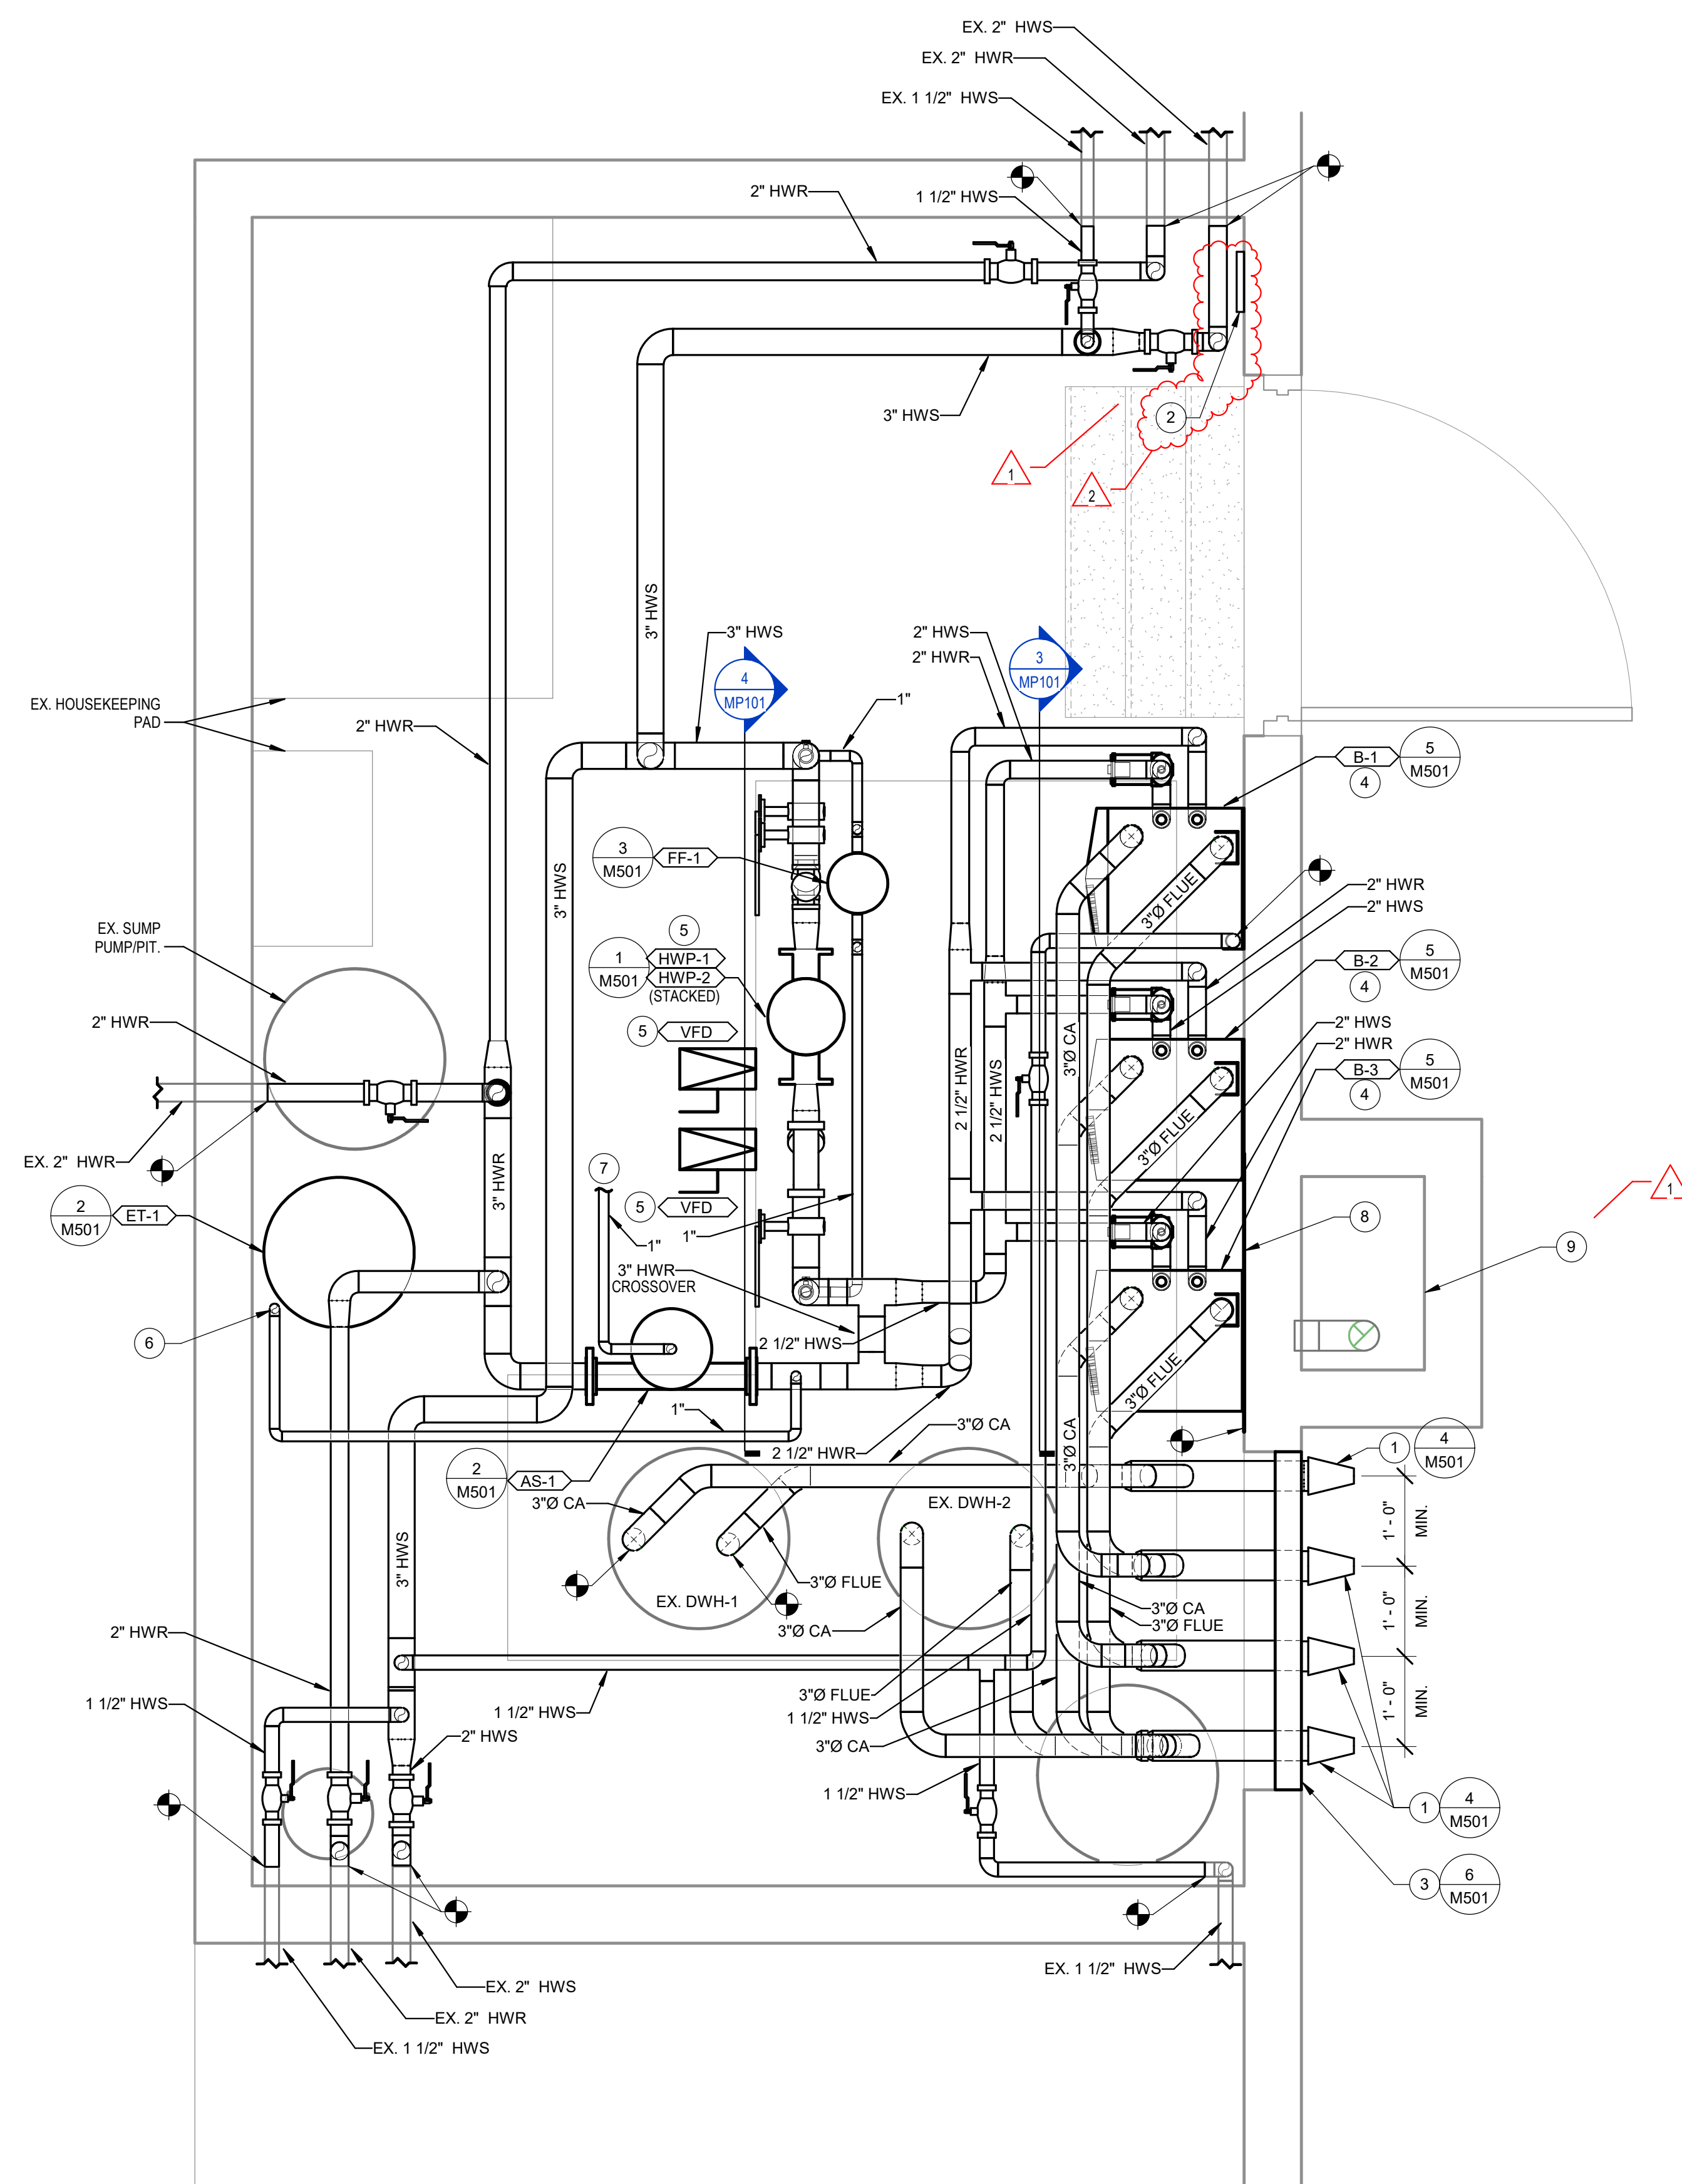 EX. 2" HWS
EX. 2" HWR
EX. 1 1/2" HWS
2" HWR
1 1/2" HWS
3" HWS
2
1
2
3" HWS
3" HWS
2" HWS
2" HWR
4
MP101
3
MP101
EX. HOUSEKEEPING
PAD
2" HWR
1"
B-1
5
M501
4
3" HWS
3
M501
FF-1
3"Ø FLUE
2" HWR
2" HWS
EX. SUMP
PUMP/PIT.
5
1
M501
HWP-1
HWP-2
(STACKED)
B-2
5
M501
4
2" HWR
5
VFD
3"Ø CA
2" HWS
2" HWR
B-3
5
M501
4
2 1/2" HWR
2 1/2" HWS
3"Ø FLUE
EX. 2" HWR
7
3" HWR
2
M501
ET-1
5
VFD
1"
1"
8
9
1
3" HWR
CROSSOVER
6
2 1/2" HWS
3"Ø FLUE
1"
3"Ø CA
2 1/2" HWR
3"Ø CA
1
4
M501
2
M501
AS-1
3"Ø CA
EX. DWH-2
1' - 0"
MIN.
3" HWS
3"Ø FLUE
EX. DWH-1
3"Ø CA
3"Ø CA
3"Ø FLUE
1' - 0"
MIN.
2" HWR
1 1/2" HWS
1 1/2" HWS
3"Ø FLUE
1 1/2" HWS
3"Ø CA
1' - 0"
MIN.
2" HWS
1 1/2" HWS
1
4
M501
3
6
M501
EX. 1 1/2" HWS
EX. 2" HWS
EX. 2" HWR
EX. 1 1/2" HWS